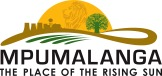 MPUMALANGA
THE PLACE OF THE RISING SUN